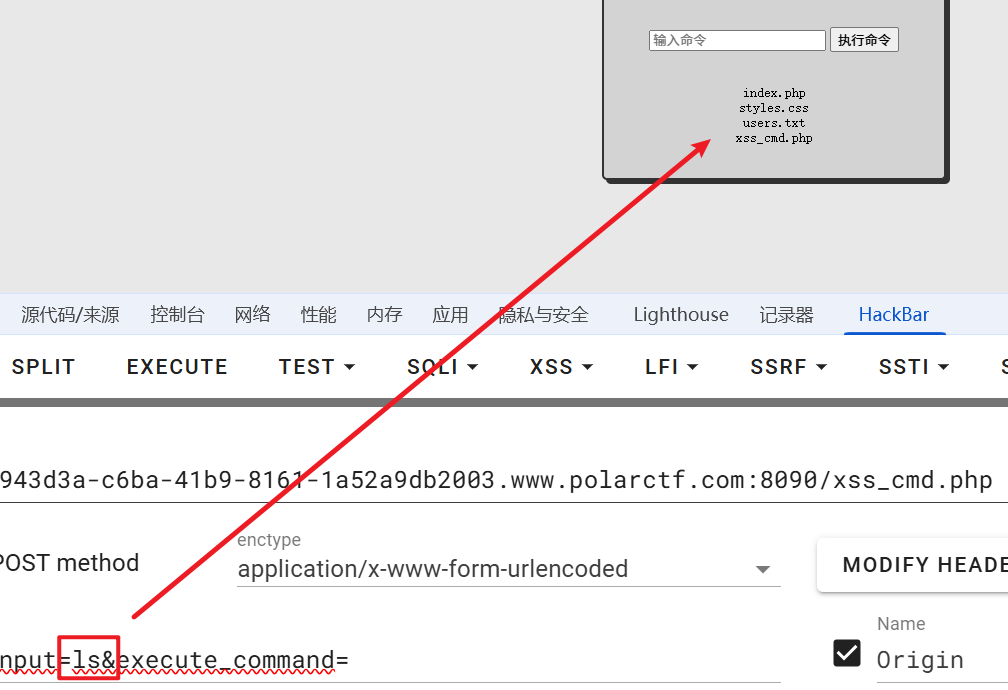 输入命令 执行命令
index.php
styles.css
users.txt
xss_cmd.php
源代码/来源 控制台 网络 性能 内存 应用 隐私与安全 Lighthouse 记录器 HackBar
SPLIT EXECUTE TEST SQLI XSS LFI SSRF SSTI S
943d3a-c6ba-41b9-8161-1a52a9db2003.www.polarctf.com:8090/xss_cmd.php
enctype
POST method application/x-www-form-urlencoded MODIFY HEADE
Name
nput=ls&execute_command= Origin